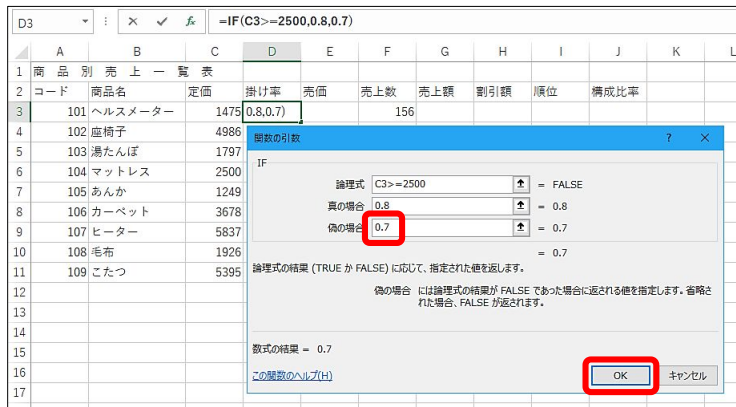 D3 fx =IF(C3>=2500,0.8,0.7)
A B C D E F G H I J K L
1 商 品 別 売 上 一 覧 表
2 コード 商品名 定価 掛け率 売価 売上数 売上額 割引額 順位 構成比率
3 101 ヘルスメーター 1475 0.8,0.7) 156
4 102 座椅子 4986
5 103 湯たんぽ 1797
6 104 マットレス 2500
7 105 あんか 1249
8 106 カーペット 3678
9 107 ヒーター 5837
10 108 毛布 1926
11 109 こたつ 5395
12
13
14
15
16
17
関数の引数 ? ×
IF
論理式 C3>=2500 = FALSE
真の場合 0.8 = 0.8
偽の場合 0.7 = 0.7
= 0.7
論理式の結果 (TRUE か FALSE) に応じて、指定された値を返します。
偽の場合 には論理式の結果が FALSE であった場合に返される値を指定します。省略さ
れた場合、FALSE が返されます。
数式の結果 = 0.7
この関数のヘルプ(H)
OK キャンセル